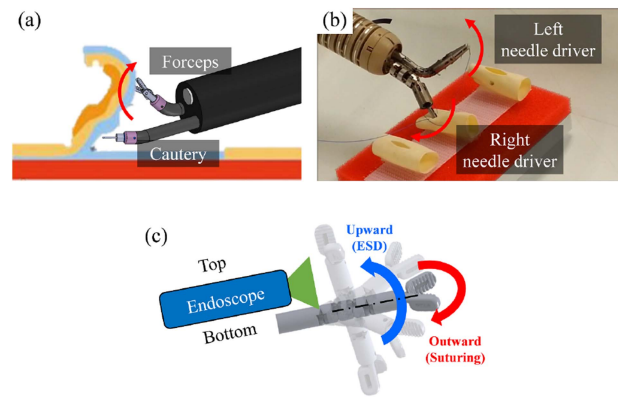 (a)
Forceps
Cautery
(b)
Left
needle driver
Right
needle driver
(c)
Top
Endoscope
Bottom
Upward
(ESD)
Outward
(Suturing)